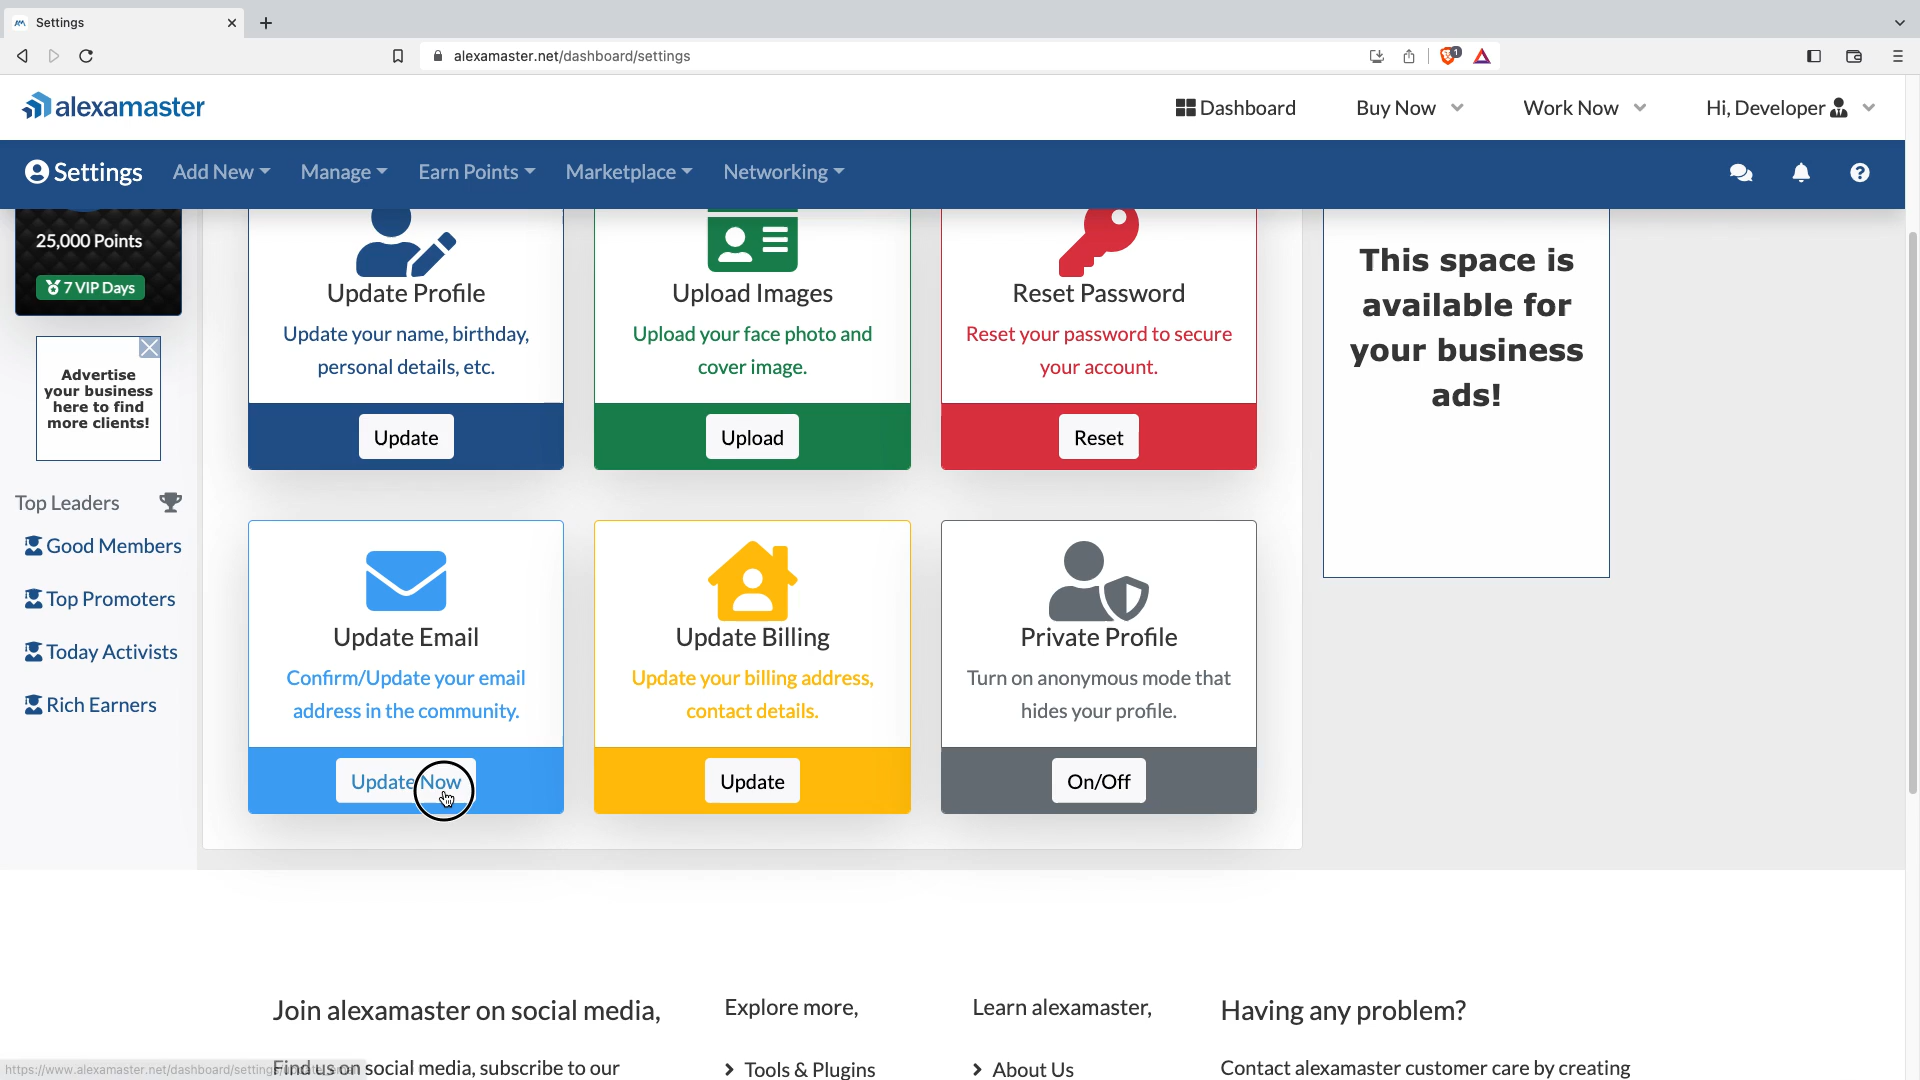 Settings
alexamaster.net/dashboard/settings
1
alexamaster
Dashboard
Buy Now
Work Now
Hi, Developer
Settings
Add New
Manage
Earn Points
Marketplace
Networking
25,000 Points
7 VIP Days
Advertise
your business
here to find
more clients!
Top Leaders
Good Members
Top Promoters
Today Activists
Rich Earners
Update Profile
Update your name, birthday,
personal details, etc.
Update
Upload Images
Upload your face photo and
cover image.
Upload
Reset Password
Reset your password to secure
your account.
Reset
This space is
available for
your business
ads!
Update Email
Confirm/Update your email
address in the community.
Update Now
Update Billing
Update your billing address,
contact details.
Update
Private Profile
Turn on anonymous mode that
hides your profile.
On/Off
Join alexamaster on social media,
Find us on social media, subscribe to our
Explore more,
Tools & Plugins
Learn alexamaster,
About Us
Having any problem?
Contact alexamaster customer care by creating